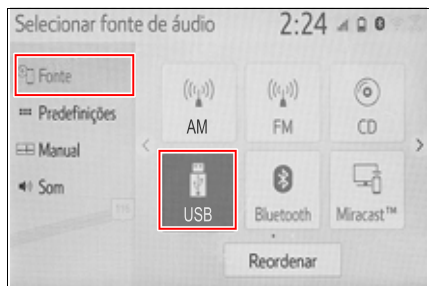 Selecionar fonte de áudio 2:24
Fonte
Predefinições
Manual
Som
AM FM CD
USB Bluetooth Miracast™
Reordenar